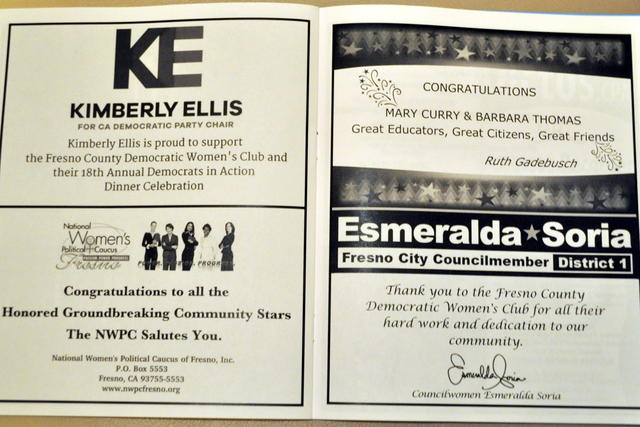 KE
KIMBERLY ELLIS
FOR CA DEMOCRATIC PARTY CHAIR
Kimberly Ellis is proud to support
the Fresno County Democratic Women's Club and
their 18th Annual Democrats in Action
Dinner Celebration
National
Women's
Political Caucus
Fresno
Congratulations to all the
Honored Groundbreaking Community Stars
The NWPC Salutes You.
National Women's Political Caucus of Fresno, Inc.
P.O. Box 5553
Fresno, CA 93755-5553
www.nwpcfresno.org
CONGRATULATIONS
MARY CURRY & BARBARA THOMAS
Great Educators, Great Citizens, Great Friends
Ruth Gadebusch
Esmeralda Soria
Fresno City Councilmember District 1
Thank you to the Fresno County
Democratic Women's Club for all their
hard work and dedication to our
community.
Esmeralda Soria
Councilwomen Esmeralda Soria